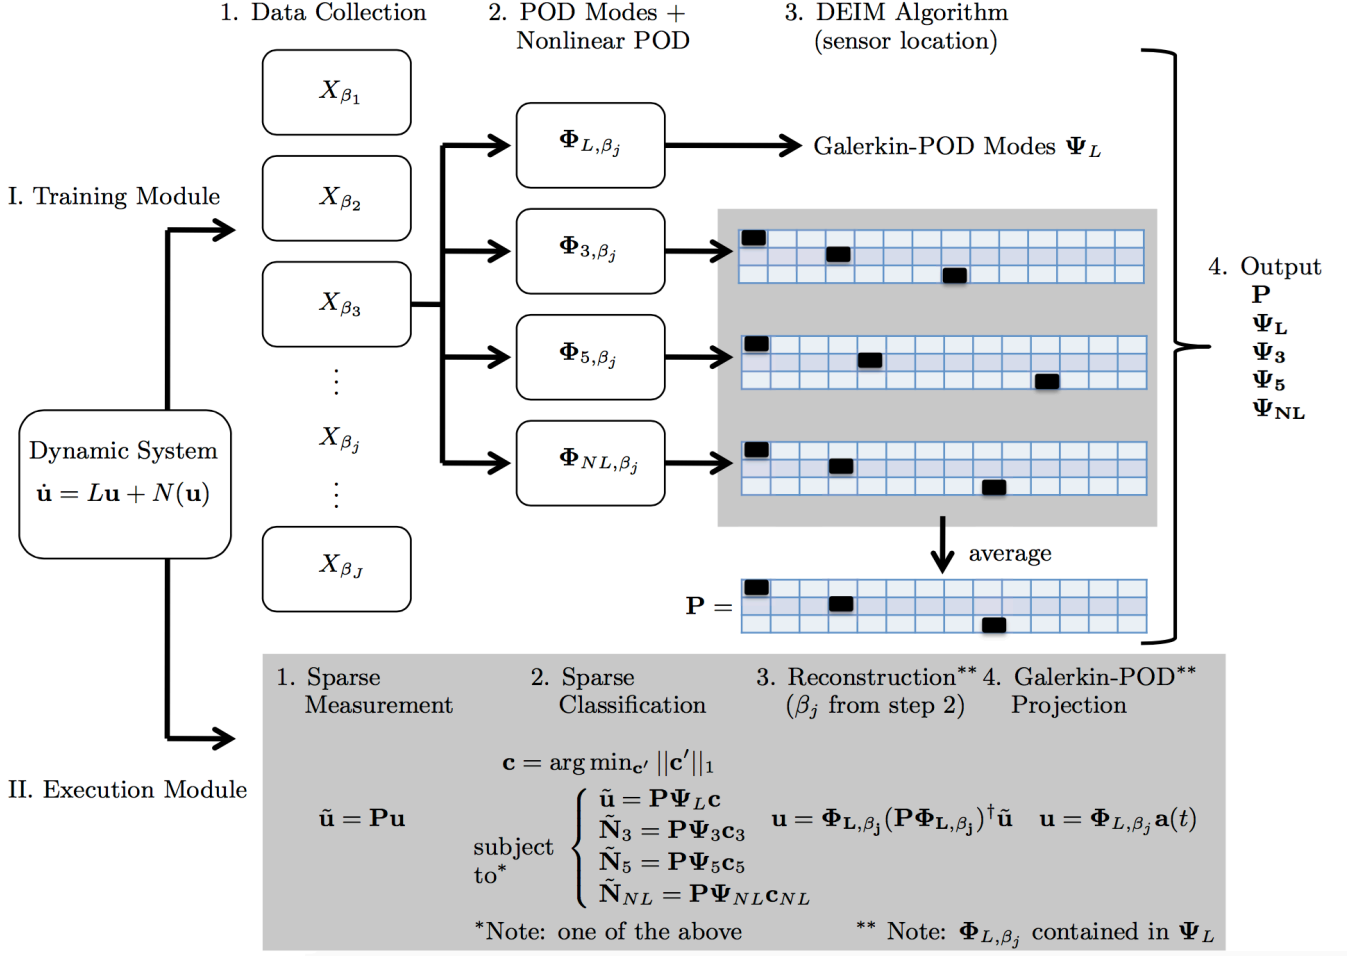 1. Data Collection
2. POD Modes +
Nonlinear POD
3. DEIM Algorithm
(sensor location)
I. Training Module
X_{β_1}
X_{β_2}
X_{β_3}
⋮
X_{β_j}
⋮
X_{β_J}
Dynamic System
u̇ = Lu + N(u)
Φ_{L,β_j}
Φ_{3,β_j}
Φ_{5,β_j}
Φ_{NL,β_j}
Galerkin-POD Modes Ψ_L
average
P =
4. Output
P
Ψ_L
Ψ_3
Ψ_5
Ψ_{NL}
II. Execution Module
1. Sparse
Measurement
ũ = Pu
2. Sparse
Classification
c = arg min_{c′} ||c′||_1
subject
to*
ũ = PΨ_L c
Ñ_3 = PΨ_3 c_3
Ñ_5 = PΨ_5 c_5
Ñ_{NL} = PΨ_{NL} c_{NL}
*Note: one of the above
3. Reconstruction**
(β_j from step 2)
u = Φ_{L,β_j}(PΦ_{L,β_j})^† ũ
4. Galerkin-POD**
Projection
u = Φ_{L,β_j} a(t)
** Note: Φ_{L,β_j} contained in Ψ_L